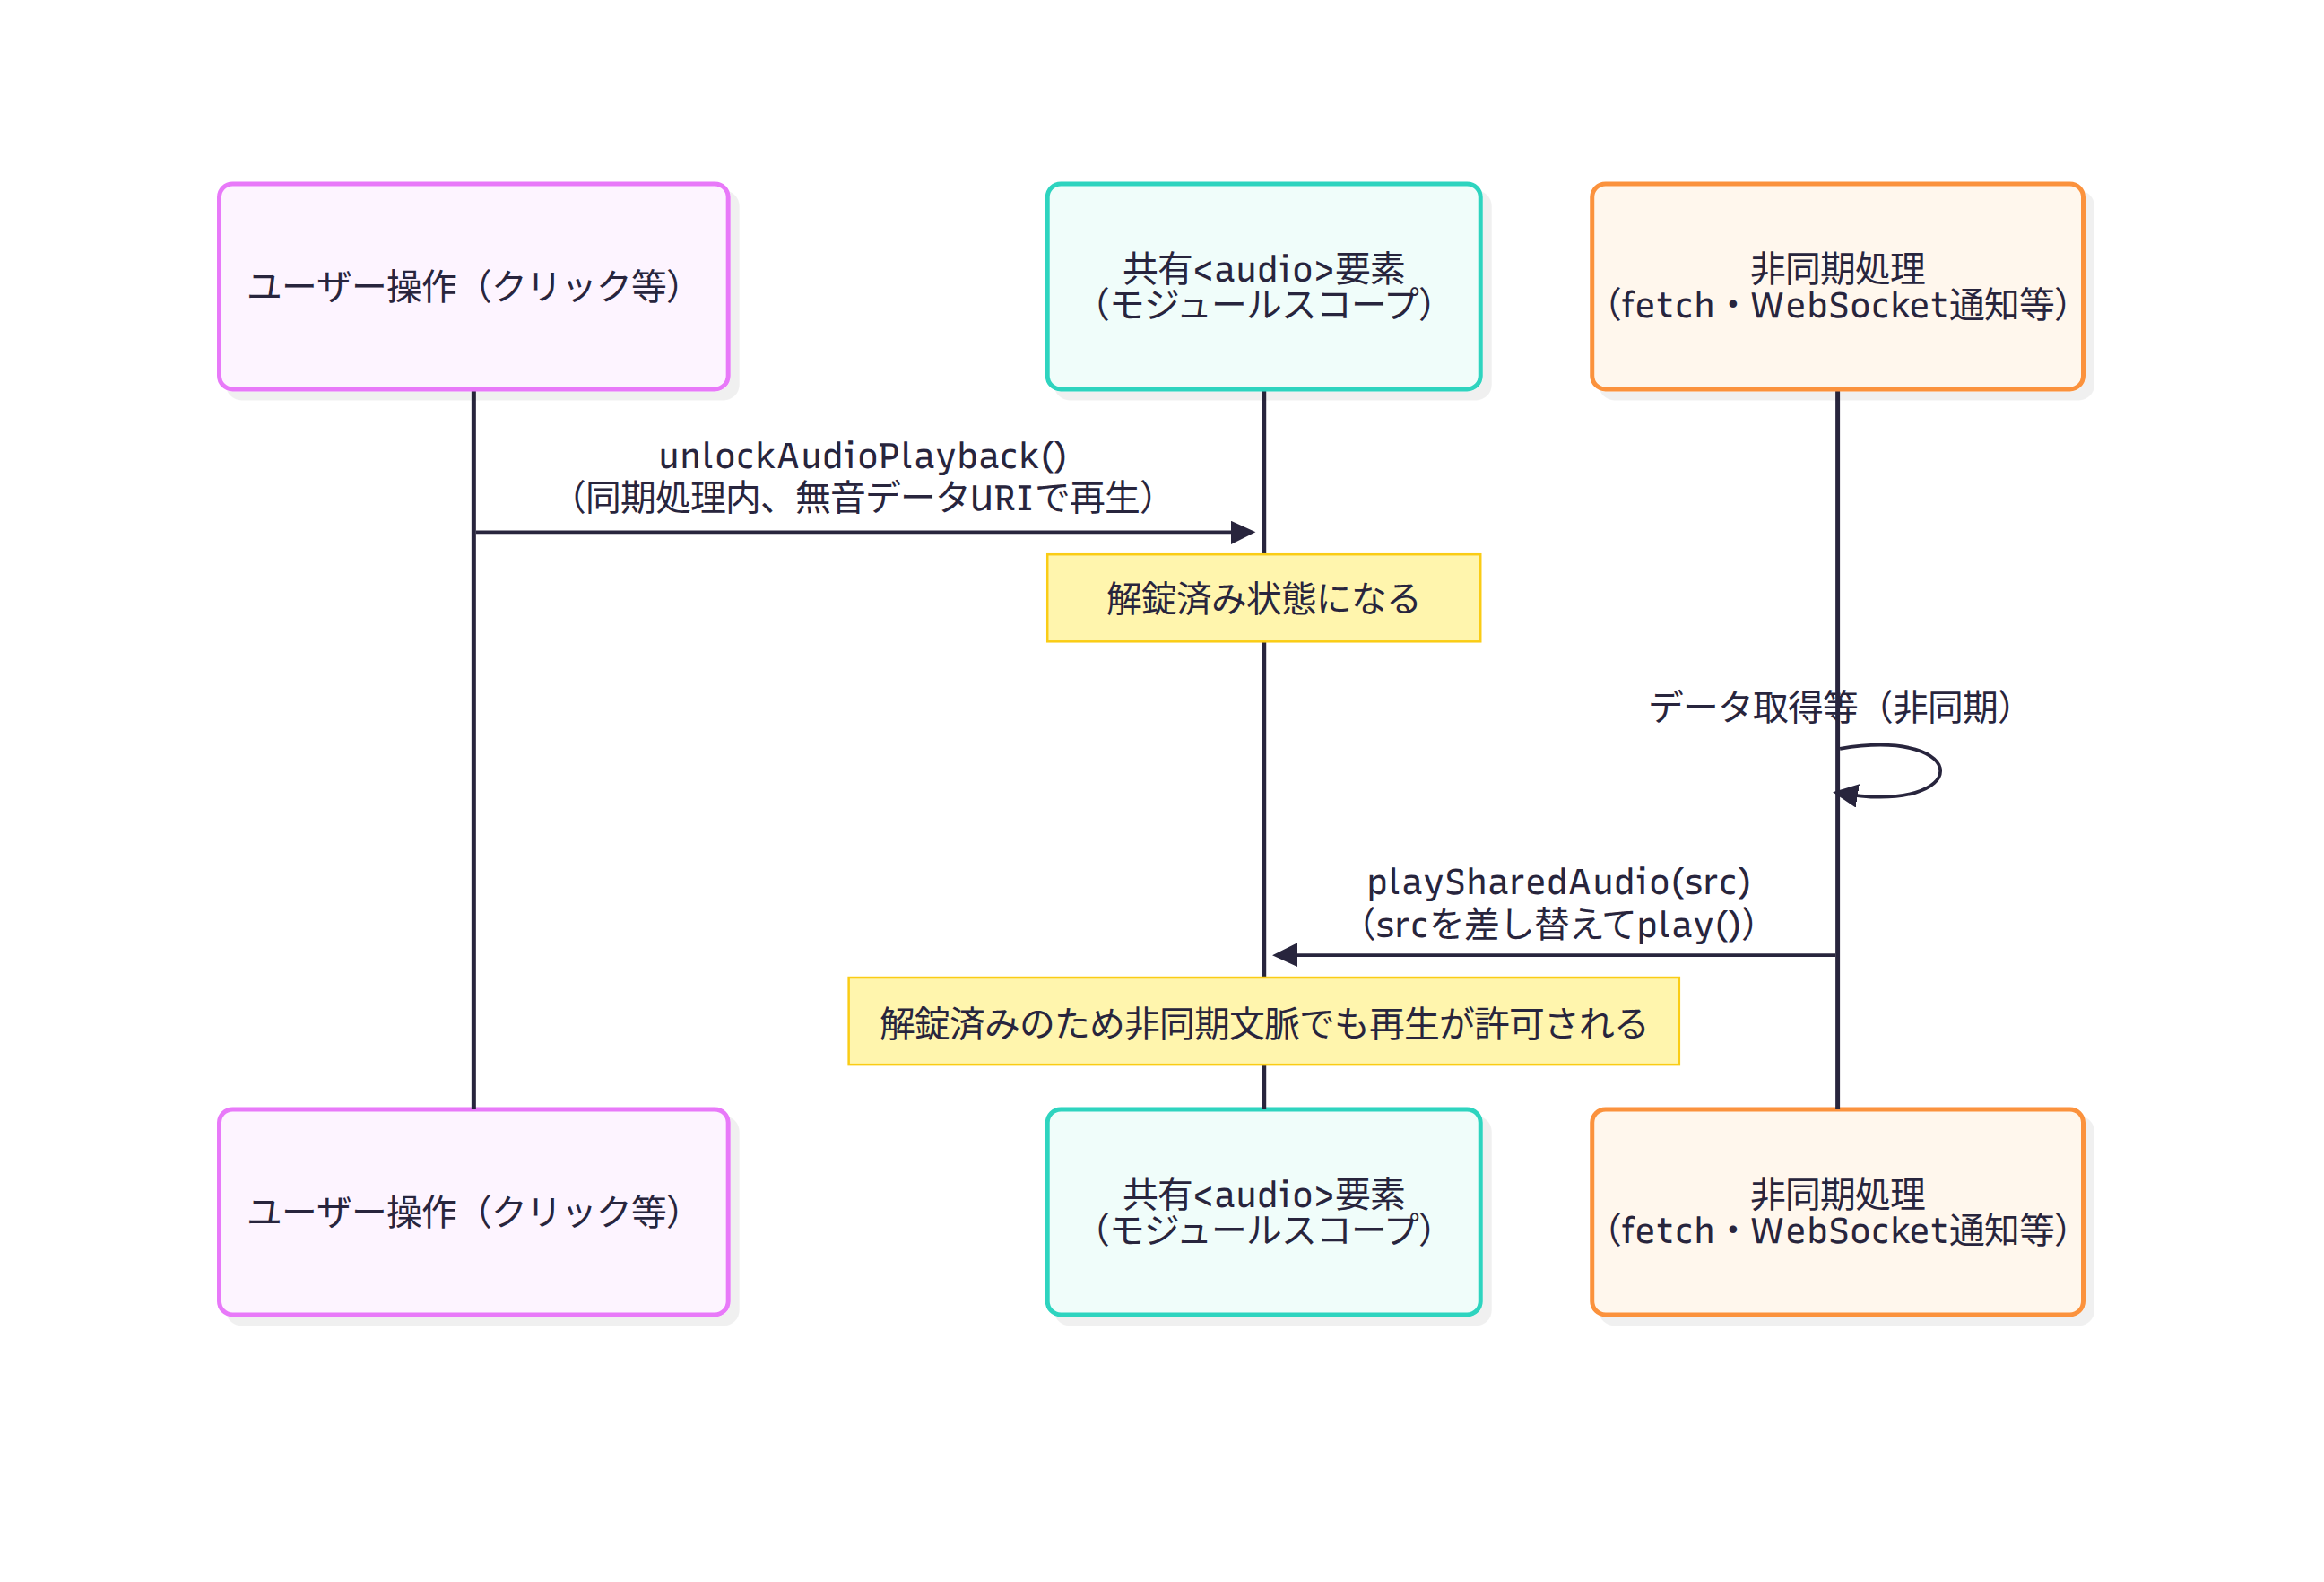 ユーザー操作（クリック等）
共有<audio>要素
（モジュールスコープ）
非同期処理
（fetch・WebSocket通知等）
unlockAudioPlayback()
（同期処理内、無音データURIで再生）
解錠済み状態になる
データ取得等（非同期）
playSharedAudio(src)
（srcを差し替えてplay()）
解錠済みのため非同期文脈でも再生が許可される
ユーザー操作（クリック等）
共有<audio>要素
（モジュールスコープ）
非同期処理
（fetch・WebSocket通知等）